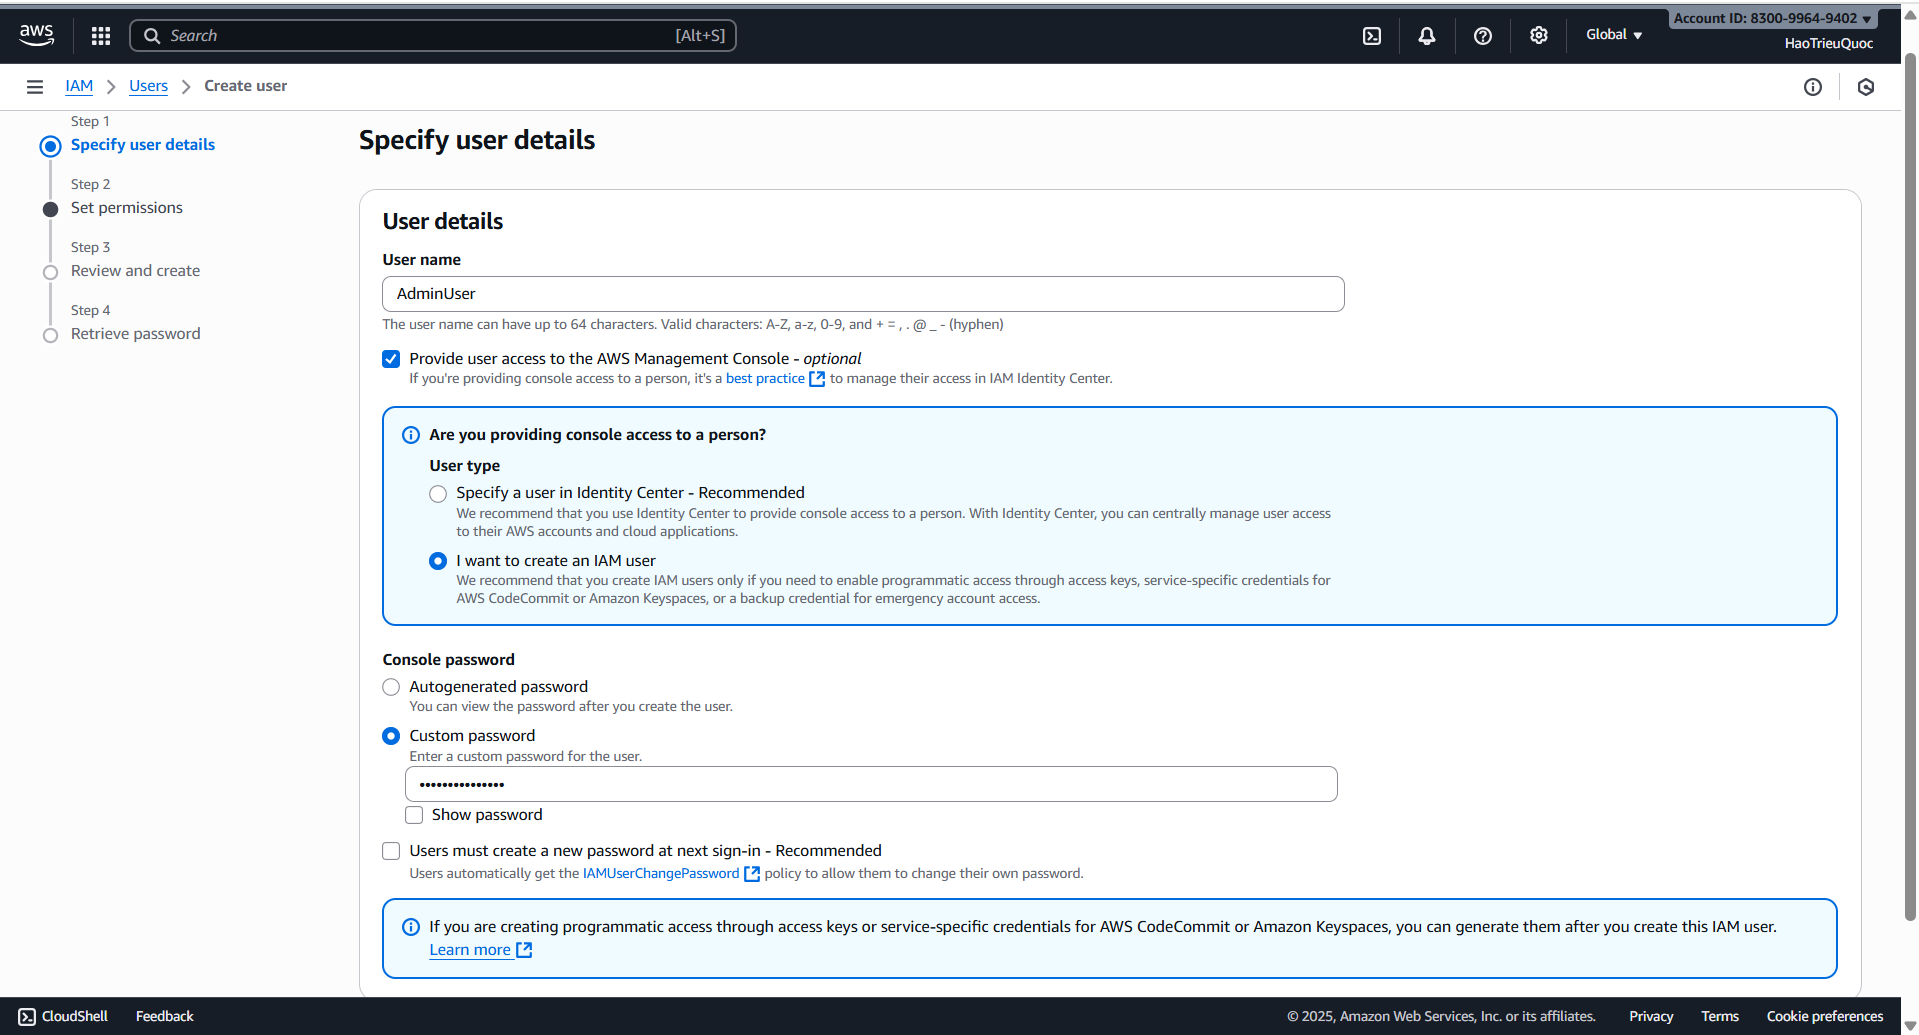 aws
Search
[Alt+S]
Global
Account ID: 8300-9964-9402
HaoTrieuQuoc
IAM
Users
Create user
Step 1
Specify user details
Step 2
Set permissions
Step 3
Review and create
Step 4
Retrieve password
Specify user details
User details
User name
AdminUser
The user name can have up to 64 characters. Valid characters: A-Z, a-z, 0-9, and + = , . @ _ - (hyphen)
Provide user access to the AWS Management Console - optional
If you're providing console access to a person, it's a best practice to manage their access in IAM Identity Center.
Are you providing console access to a person?
User type
Specify a user in Identity Center - Recommended
We recommend that you use Identity Center to provide console access to a person. With Identity Center, you can centrally manage user access
to their AWS accounts and cloud applications.
I want to create an IAM user
We recommend that you create IAM users only if you need to enable programmatic access through access keys, service-specific credentials for
AWS CodeCommit or Amazon Keyspaces, or a backup credential for emergency account access.
Console password
Autogenerated password
You can view the password after you create the user.
Custom password
Enter a custom password for the user.
•••••••••••••••
Show password
Users must create a new password at next sign-in - Recommended
Users automatically get the IAMUserChangePassword policy to allow them to change their own password.
If you are creating programmatic access through access keys or service-specific credentials for AWS CodeCommit or Amazon Keyspaces, you can generate them after you create this IAM user.
Learn more
CloudShell
Feedback
© 2025, Amazon Web Services, Inc. or its affiliates.
Privacy
Terms
Cookie preferences